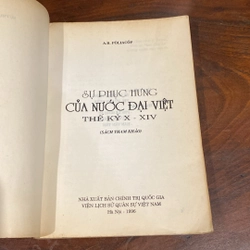 A.B. PÔLIACỐP
SỰ PHỤC HƯNG
CỦA NƯỚC ĐẠI VIỆT
THẾ KỶ X - XIV
(SÁCH THAM KHẢO)
NHÀ XUẤT BẢN CHÍNH TRỊ QUỐC GIA
VIỆN LỊCH SỬ QUÂN SỰ VIỆT NAM
Hà Nội - 1996